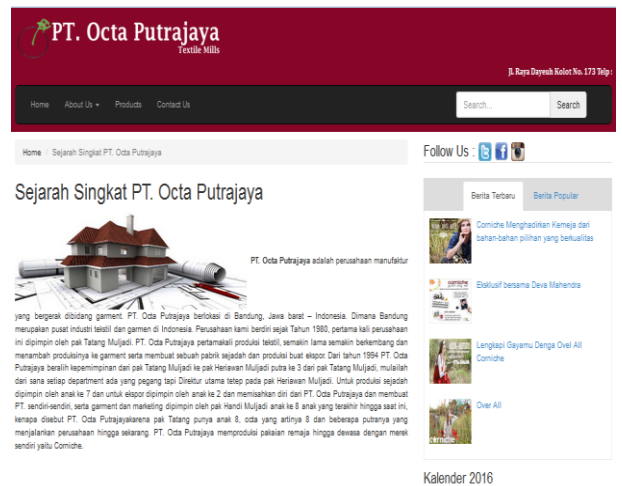 PT. Octa Putrajaya
Textile Mills
Jl. Raya Dayeuh Kolot No. 173 Telp :
Home About Us Products Contact Us
Search... Search
Home / Sejarah Singkat PT. Octa Putrajaya
Follow Us :
Sejarah Singkat PT. Octa Putrajaya
PT. Octa Putrajaya adalah perusahaan manufaktur
yang bergerak dibidang garment. PT. Octa Putrajaya berlokasi di Bandung, Jawa barat – Indonesia. Dimana Bandung
merupakan pusat industri tekstil dan garmen di Indonesia. Perusahaan kami berdiri sejak Tahun 1980, pertama kali perusahaan
ini dipimpin oleh pak Tatang Muljadi. PT. Octa Putrajaya pertamakali produksi tekstil, semakin lama semakin berkembang dan
menambah produksinya ke garment serta membuat sebuah pabrik sejadah dan produksi buat ekspor. Dari tahun 1994 PT. Octa
Putrajaya beralih kepemimpinan dari pak Tatang Muljadi ke pak Heriawan Muljadi putra ke 3 dari pak Tatang Muljadi, mulailah
dari sana setiap department ada yang pegang tapi Direktur utama tetep pada pak Heriawan Muljadi. Untuk produksi sejadah
dipimpin oleh anak ke 7 dan untuk ekspor dipimpin oleh anak ke 2 dan memisahkan diri dari PT. Octa Putrajaya dan membuat
PT. sendiri-sendiri, serta garment dan marketing dipimpin oleh pak Handi Muljadi anak ke 8 anak yang terakhir hingga saat ini,
kenapa disebut PT. Octa Putrajayakarena pak Tatang punya anak 8, octa yang artinya 8 dan beberapa putranya yang
menjalankan perusahaan hingga sekarang. PT. Octa Putrajaya memproduksi pakaian remaja hingga dewasa dengan merek
sendiri yaitu Corniche.
Berita Terbaru Berita Popular
Corniche Menghadirkan Kemeja dari
bahan-bahan pilihan yang berkualitas
Eksklusif bersama Deva Mahendra
Lengkapi Gayamu Denga Ovel All
Corniche
Over All
corniche
Kalender 2016